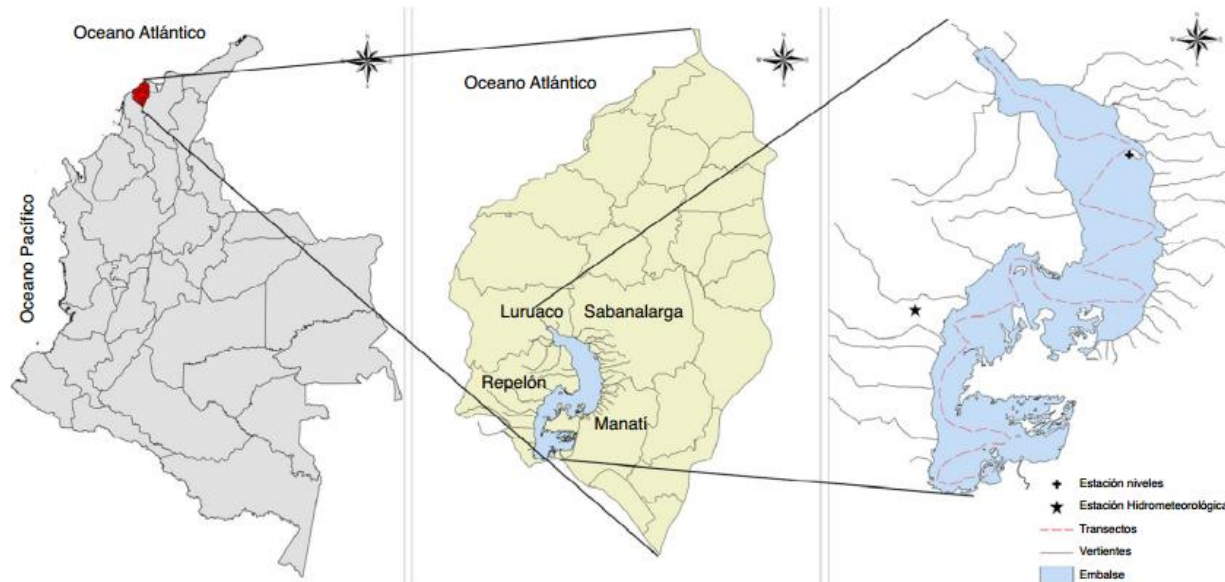 Oceano Atlántico
Oceano Pacífico
Oceano Atlántico
Luruaco
Sabanalarga
Repelón
Manatí
Estación niveles
Estación Hidrometeorológica
Transectos
Vertientes
Embalse